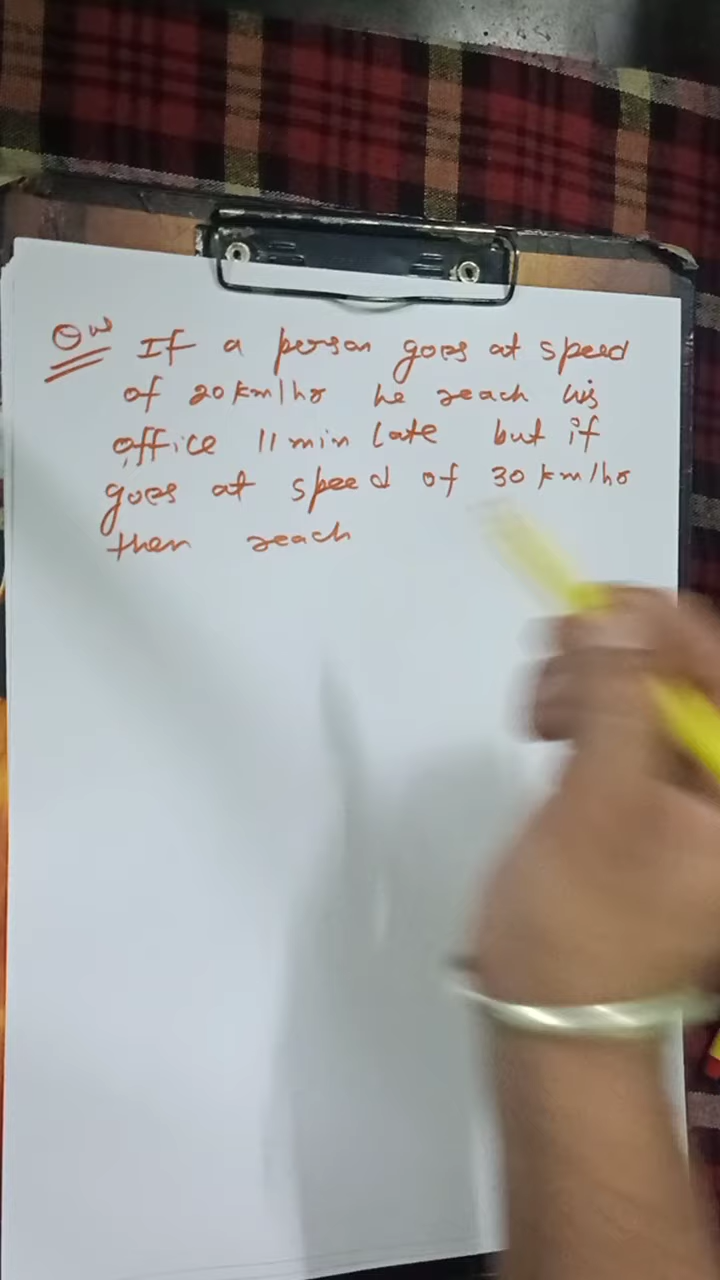 Qus If a person goes at speed
of 20 km/hr he reach his
office 11 min late but if
goes at speed of 30 km/hr
then reach